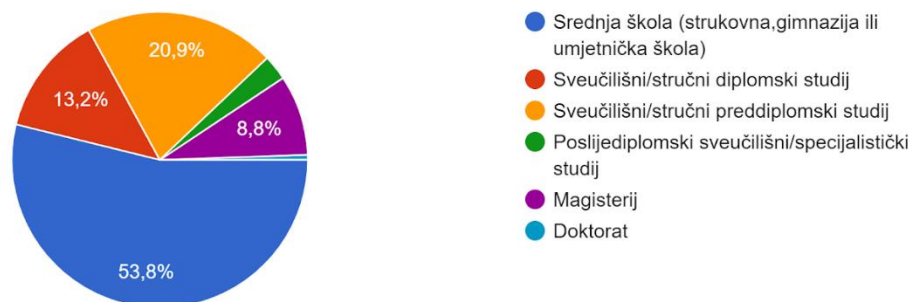 20,9%
13,2%
8,8%
53,8%
Srednja škola (strukovna,gimnazija ili
umjetnička škola)
Sveučilišni/stručni diplomski studij
Sveučilišni/stručni preddiplomski studij
Poslijediplomski sveučilišni/specijalistički
studij
Magisterij
Doktorat